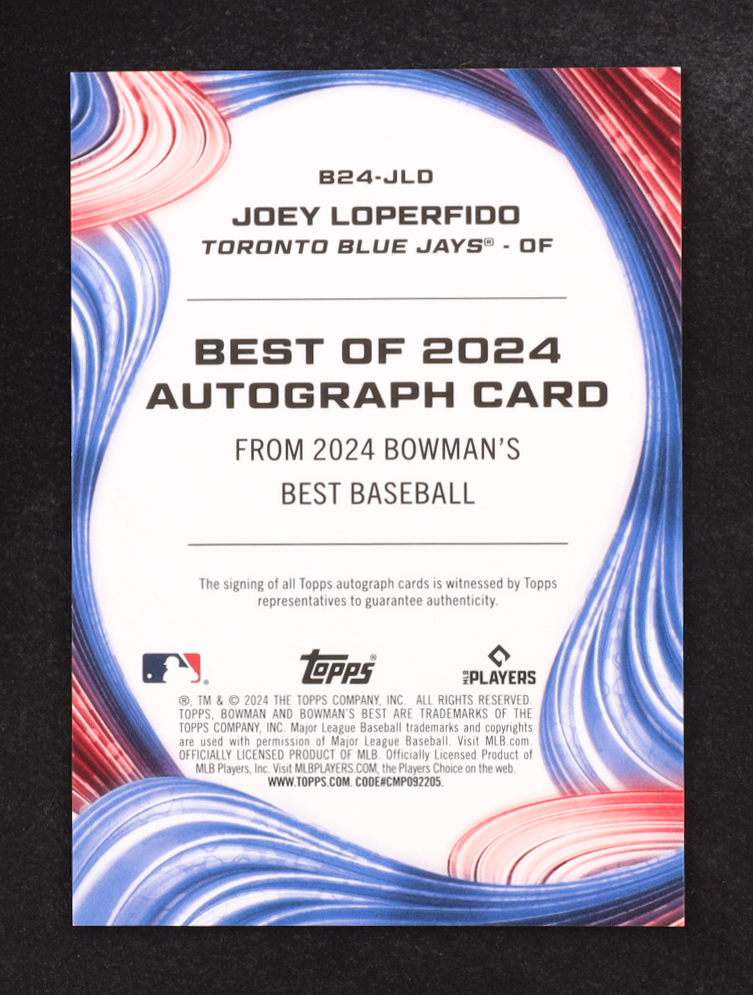 B24-JLD
JOEY LOPERFIDO
TORONTO BLUE JAYS® - OF
BEST OF 2024
AUTOGRAPH CARD
FROM 2024 BOWMAN'S
BEST BASEBALL
The signing of all Topps autograph cards is witnessed by Topps
representatives to guarantee authenticity.
®
Topps®
MLB PLAYERS
®, TM & © 2024 THE TOPPS COMPANY, INC. ALL RIGHTS RESERVED.
TOPPS, BOWMAN AND BOWMAN'S BEST ARE TRADEMARKS OF THE
TOPPS COMPANY, INC. Major League Baseball trademarks and copyrights
are used with permission of Major League Baseball. Visit MLB.com.
OFFICIALLY LICENSED PRODUCT OF MLB. Officially Licensed Product of
MLB Players, Inc. Visit MLBPLAYERS.COM, the Players Choice on the web.
WWW.TOPPS.COM. CODE#CMP092205.